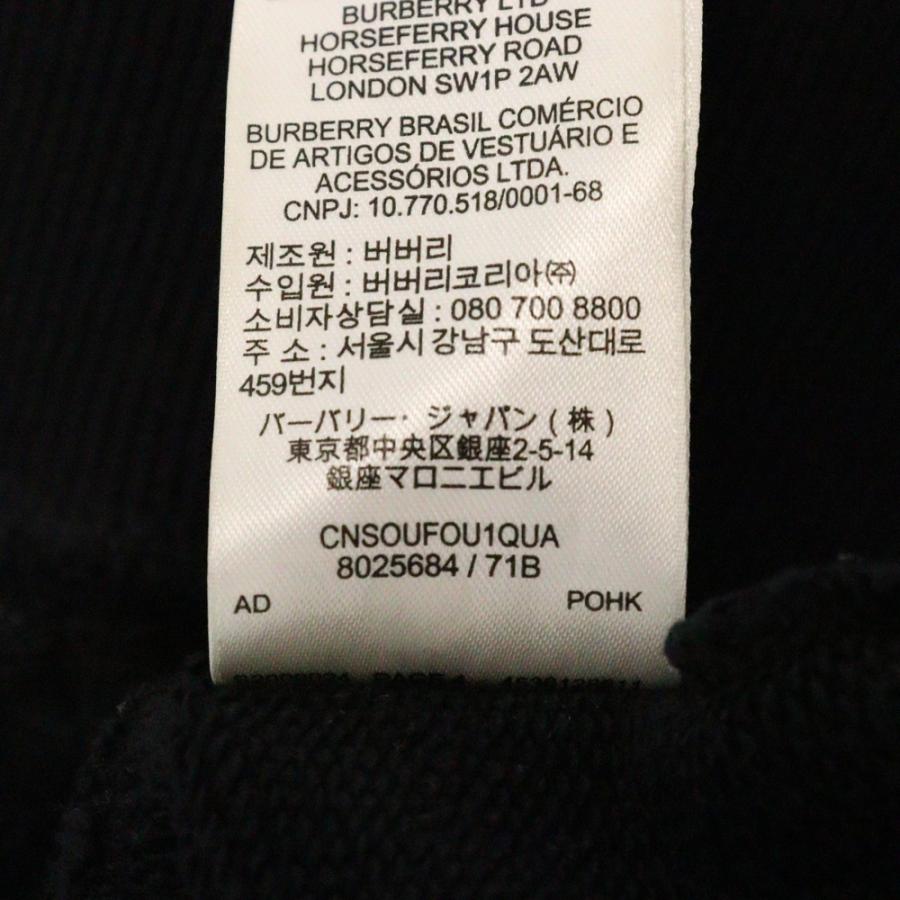 BURBERRY LTD
HORSEFERRY HOUSE
HORSEFERRY ROAD
LONDON SW1P 2AW
BURBERRY BRASIL COMÉRCIO
DE ARTIGOS DE VESTUÁRIO E
ACESSÓRIOS LTDA.
CNPJ: 10.770.518/0001-68
제조원 : 버버리
수입원 : 버버리코리아㈜
소비자상담실 : 080 700 8800
주 소 : 서울시 강남구 도산대로
459번지
バーバリー・ジャパン(株)
東京都中央区銀座2-5-14
銀座マロニエビル
CNSOUFOU1QUA
8025684 / 71B
AD POHK